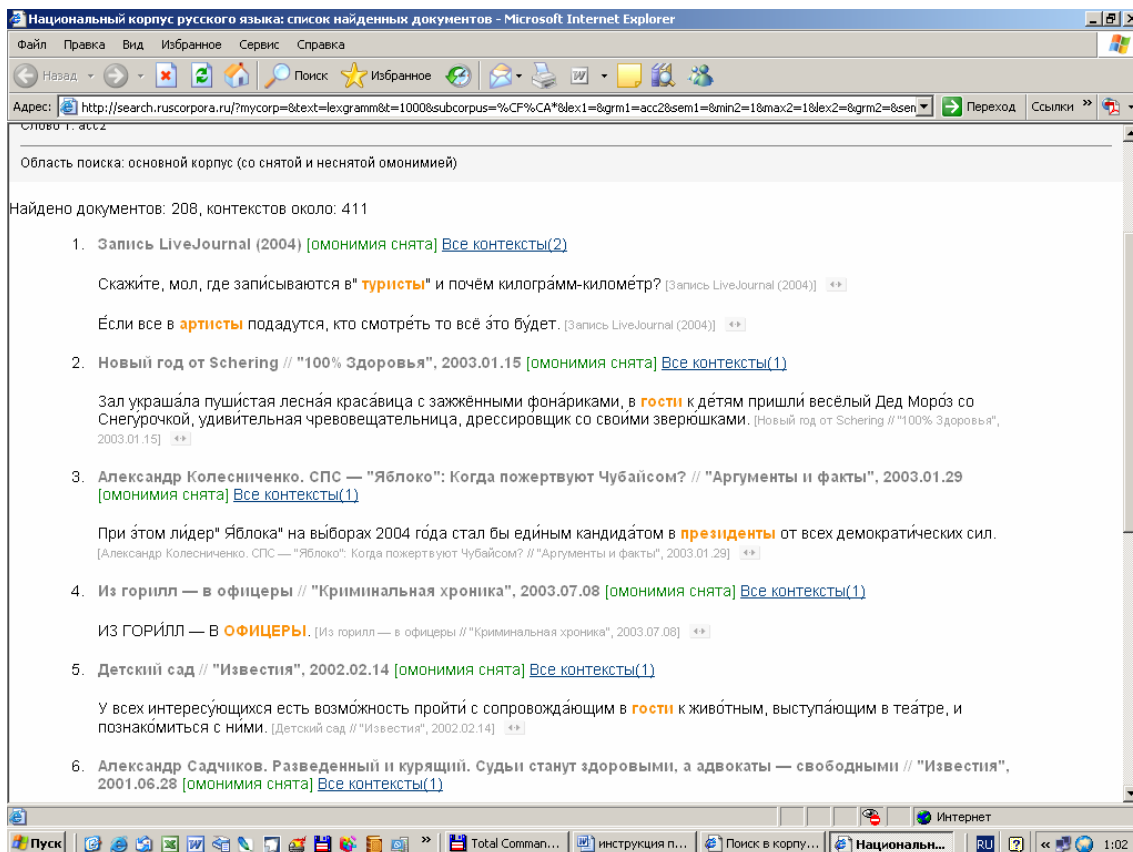 Национальный корпус русского языка: список найденных документов - Microsoft Internet Explorer
Файл Правка Вид Избранное Сервис Справка
Назад Поиск Избранное
Адрес: http://search.ruscorpora.ru/?mycorp=&text=lexgramm&t=1000&subcorpus=%CF%CA*&lex1=&grm1=acc2&sem1=&min2=1&max2=1&lex2=&grm2=&sen Переход Ссылки »
Слово 1: acc2
Область поиска: основной корпус (со снятой и неснятой омонимией)
Найдено документов: 208, контекстов около: 411
1. Запись LiveJournal (2004) [омонимия снята] Все контексты(2)
Скажи́те, мол, где запи́сываются в" туристы" и почём килогра́мм-киломе́тр? [Запись LiveJournal (2004)]
Е́сли все в артисты подадутся, кто смотре́ть то всё э́то бу́дет. [Запись LiveJournal (2004)]
2. Новый год от Schering // "100% Здоровья", 2003.01.15 [омонимия снята] Все контексты(1)
Зал украша́ла пуши́стая лесна́я краса́вица с зажжёнными фона́риками, в гости к де́тям пришли́ весёлый Дед Моро́з со
Снегу́рочкой, удиви́тельная чревовещательница, дрессиро́вщик со свои́ми зверю́шками. [Новый год от Schering // "100% Здоровья",
2003.01.15]
3. Александр Колесниченко. СПС — "Яблоко": Когда пожертвуют Чубайсом? // "Аргументы и факты", 2003.01.29
[омонимия снята] Все контексты(1)
При э́том ли́дер" Я́блока" на вы́борах 2004 го́да стал бы еди́ным кандида́том в президенты от всех демократи́ческих сил.
[Александр Колесниченко. СПС — "Яблоко": Когда пожертвуют Чубайсом? // "Аргументы и факты", 2003.01.29]
4. Из горилл — в офицеры // "Криминальная хроника", 2003.07.08 [омонимия снята] Все контексты(1)
ИЗ ГОРИ́ЛЛ — В ОФИЦЕРЫ. [Из горилл — в офицеры // "Криминальная хроника", 2003.07.08]
5. Детский сад // "Известия", 2002.02.14 [омонимия снята] Все контексты(1)
У всех интересу́ющихся есть возмо́жность пройти́ с сопровожда́ющим в гости к живо́тным, выступа́ющим в теа́тре, и
познако́миться с ни́ми. [Детский сад // "Известия", 2002.02.14]
6. Александр Садчиков. Разведенный и курящий. Судьи станут здоровыми, а адвокаты — свободными // "Известия",
2001.06.28 [омонимия снята] Все контексты(1)
Интернет
Пуск » Total Comman... инструкция п... Поиск в корпу... Национальн... RU « 1:02